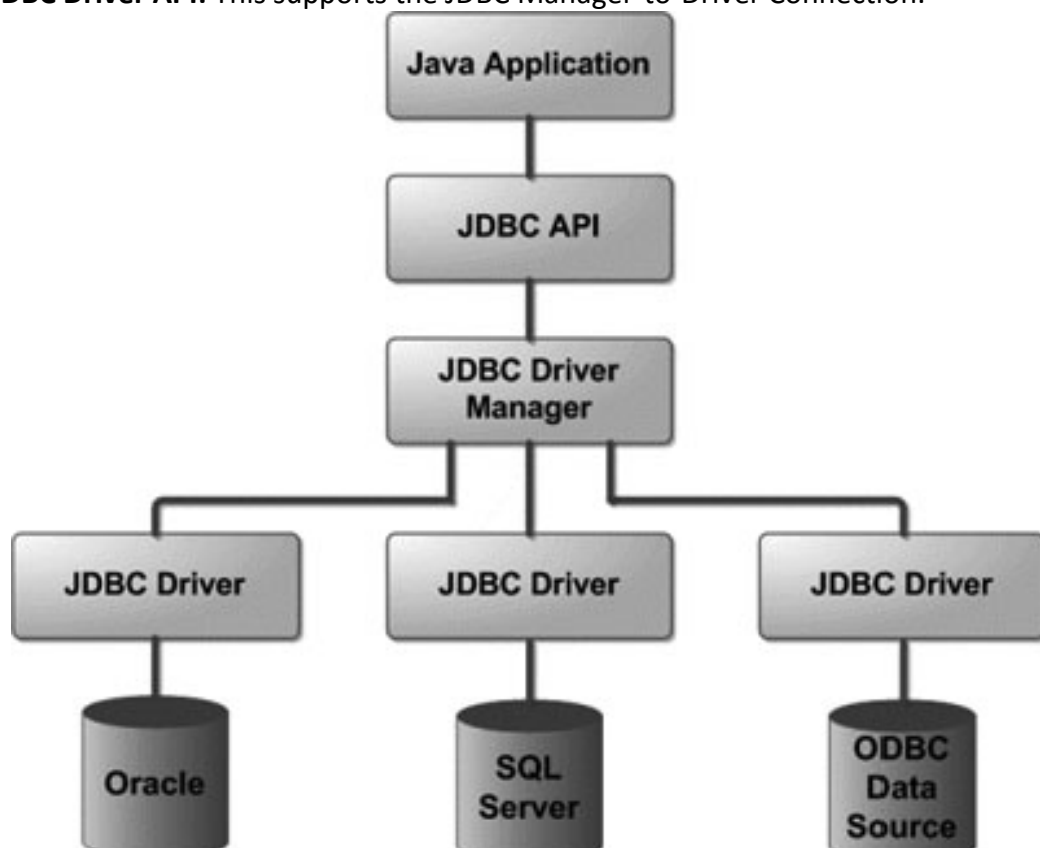 DBC Driver API: This supports the JDBC Manager-to-Driver Connection.
Java Application
JDBC API
JDBC Driver
Manager
JDBC Driver
JDBC Driver
JDBC Driver
Oracle
SQL
Server
ODBC
Data
Source